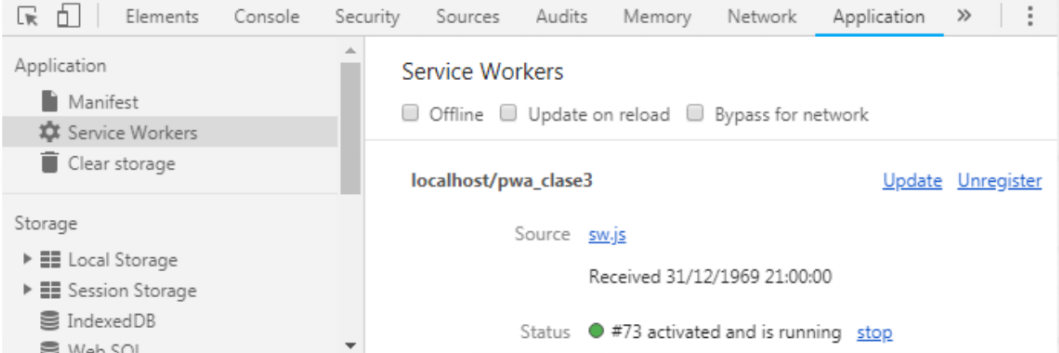 Elements Console Security Sources Audits Memory Network Application »
Application
Manifest
Service Workers
Clear storage
Storage
Local Storage
Session Storage
IndexedDB
Web SQL
Service Workers
Offline Update on reload Bypass for network
localhost/pwa_clase3 Update Unregister
Source sw.js
Received 31/12/1969 21:00:00
Status #73 activated and is running stop